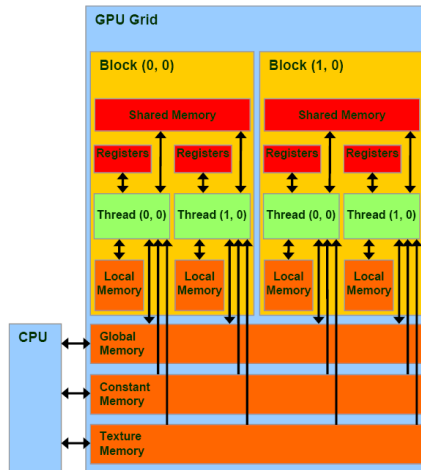 GPU Grid
Block (0, 0)
Block (1, 0)
Shared Memory
Shared Memory
Registers
Registers
Registers
Registers
Thread (0, 0)
Thread (1, 0)
Thread (0, 0)
Thread (1, 0)
Local
Memory
Local
Memory
Local
Memory
Local
Memory
CPU
Global
Memory
Constant
Memory
Texture
Memory